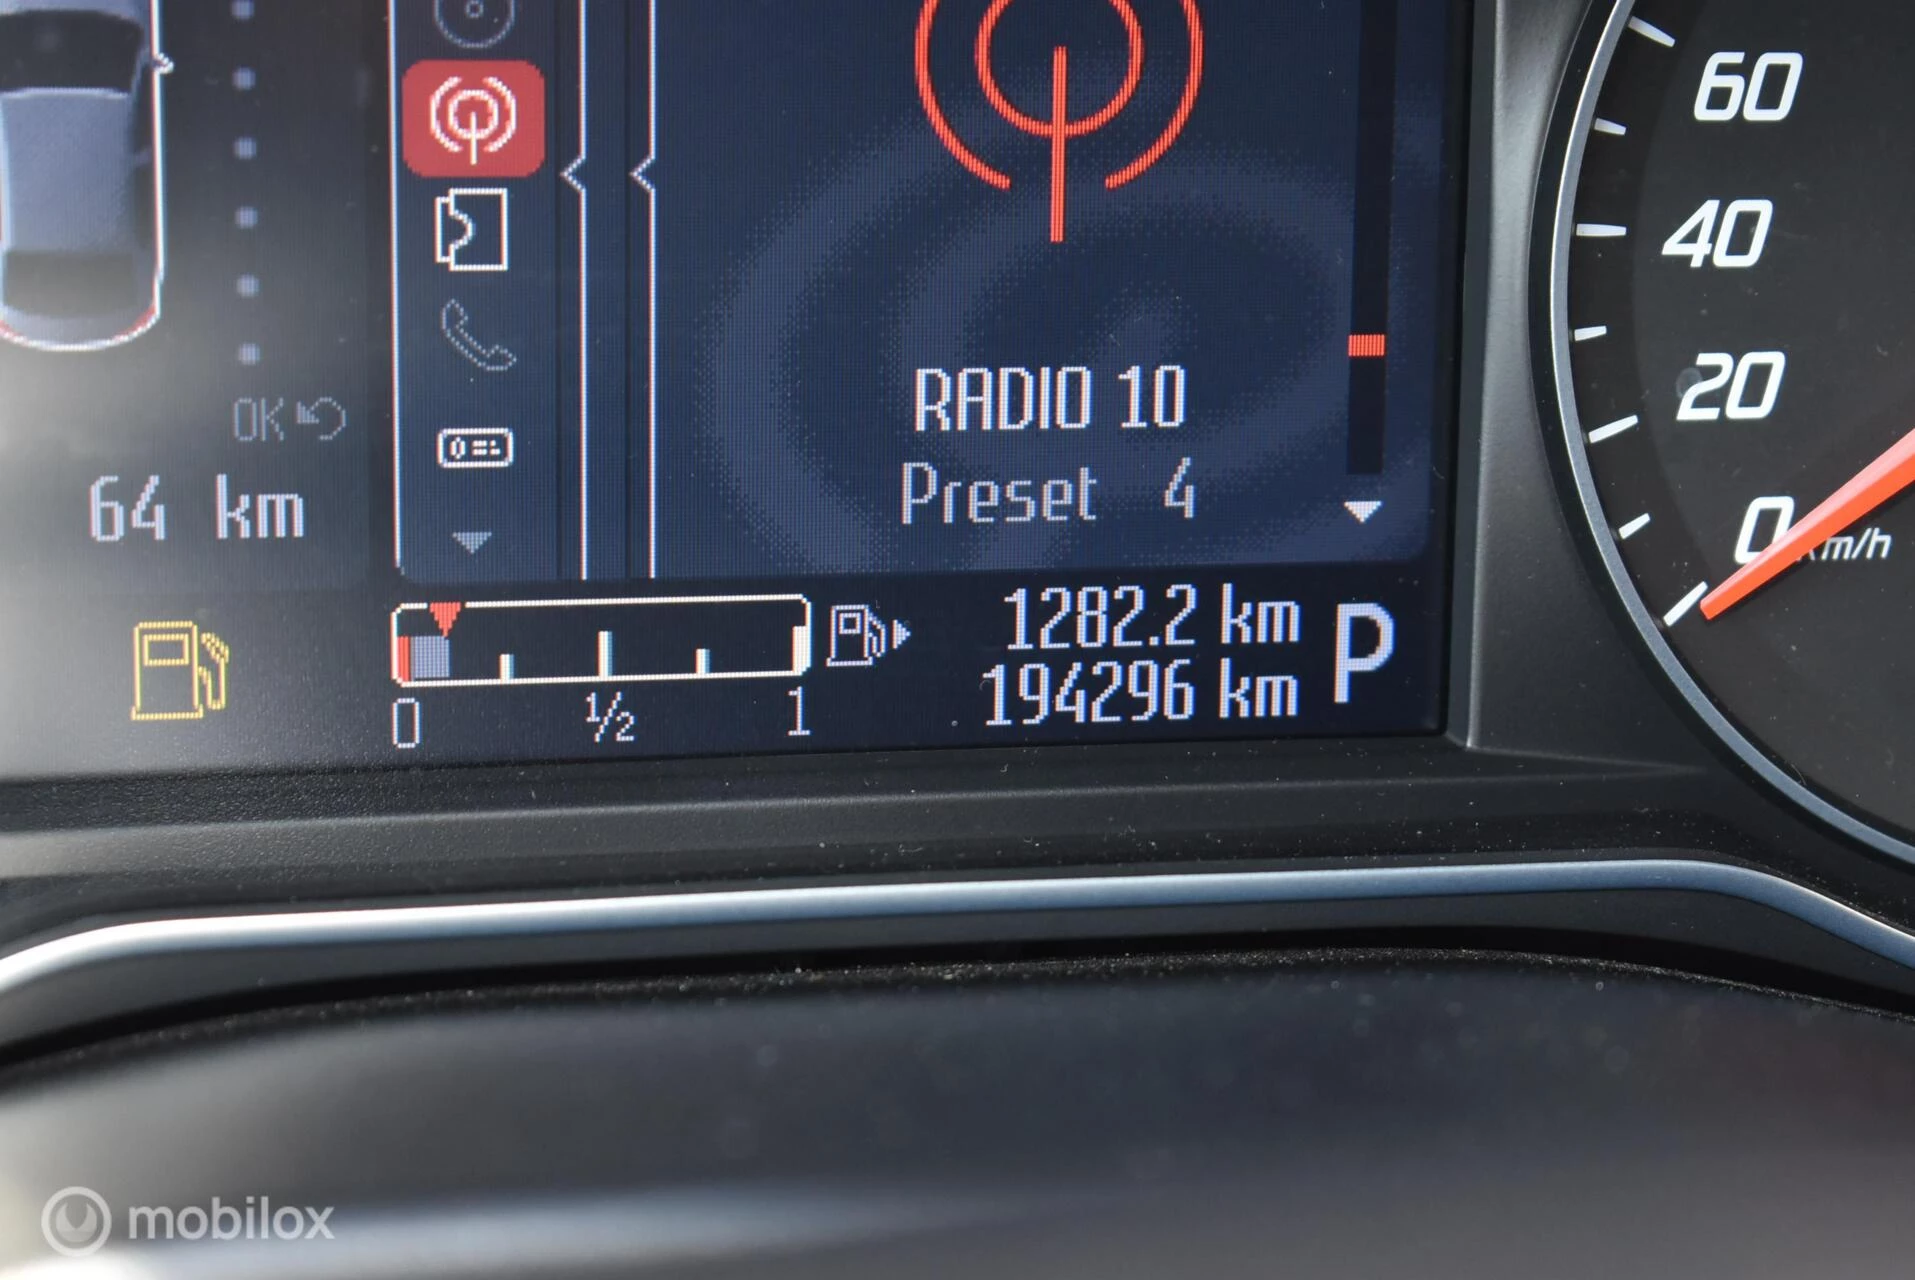 60
40
20
0
km/h
RADIO 10
Preset 4
OK
64 km
1282.2 km
194296 km
P
0
1/2
1
mobilox